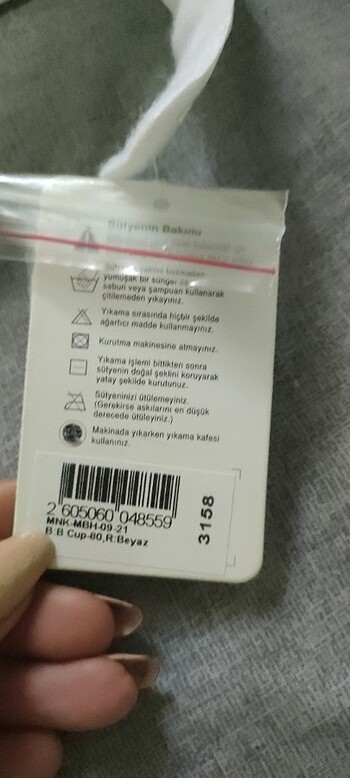 Sütyenin Bakımı
yumuşak bir sünger
sabun veya şampuan kullanarak
çitilemeden yıkayınız.
Yıkama sırasında hiçbir şekilde
ağartıcı madde kullanmayınız.
Kurutma makinesine atmayınız.
Yıkama işlemi bittikten sonra
sütyenin doğal şeklini koruyarak
yatay şekilde kurutunuz.
Sütyeninizi ütülemeyiniz.
(Gerekirse askılarını en düşük
derecede ütüleyiniz.)
Makinada yıkarken yıkama kafesi
kullanınız.
2 605060 048559
MNK-MBH-09-21
B:B Cup-80,R:Beyaz
3158